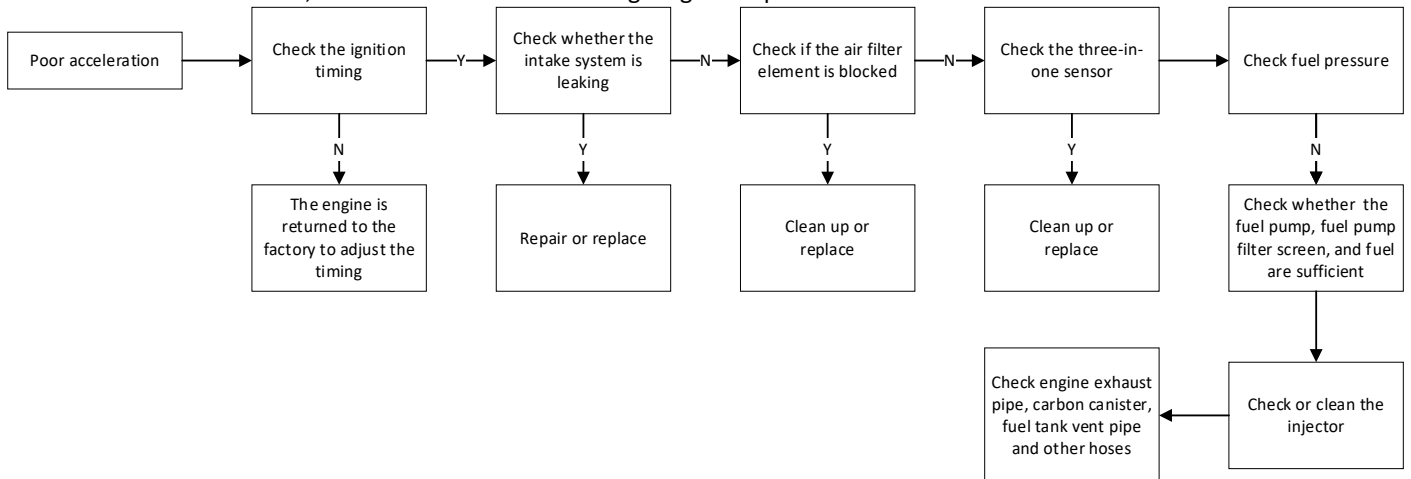 Poor acceleration
Check the ignition
timing
Y
Check whether the
intake system is
leaking
N
Check if the air filter
element is blocked
N
Check the three-in-
one sensor
Check fuel pressure
N
Y
Y
Y
N
The engine is
returned to the
factory to adjust the
timing
Repair or replace
Clean up or
replace
Clean up or
replace
Check whether the
fuel pump, fuel pump
filter screen, and fuel
are sufficient
Check engine exhaust
pipe, carbon canister,
fuel tank vent pipe
and other hoses
Check or clean the
injector